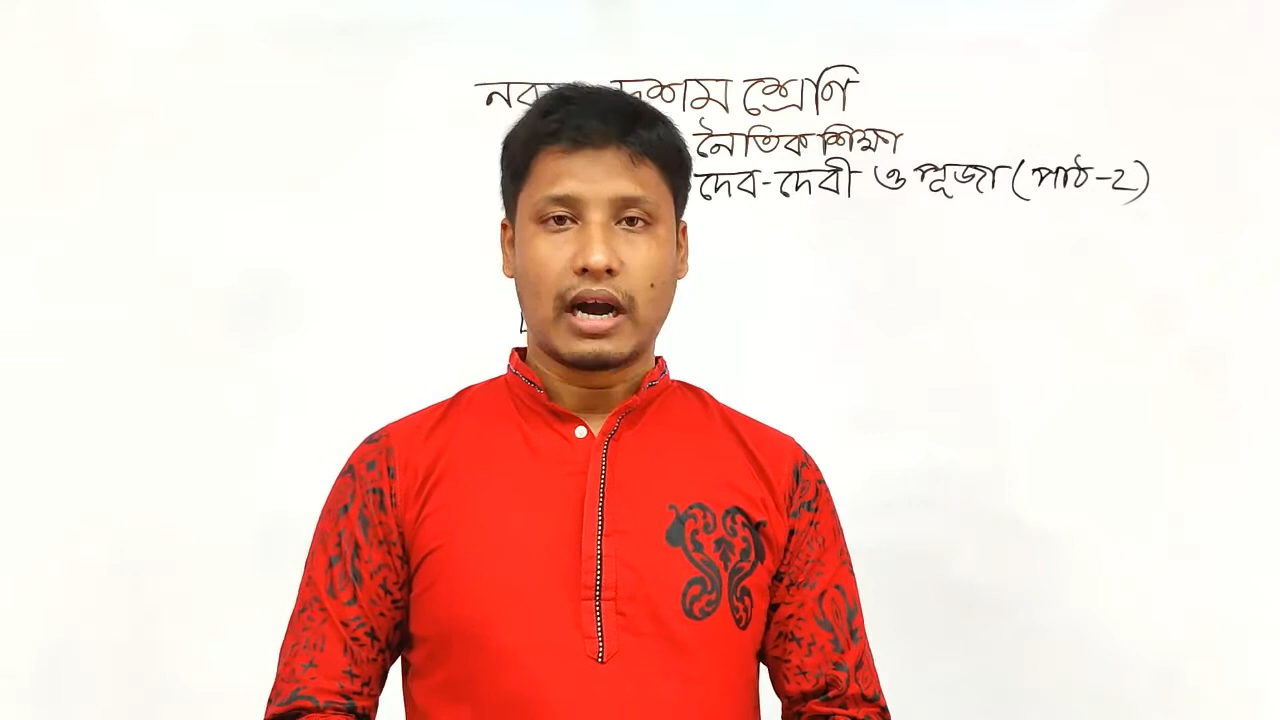 দশম শ্রেণি
নৈতিক শিক্ষা
দেব-দেবী ও পূজা (পাঠ-2)